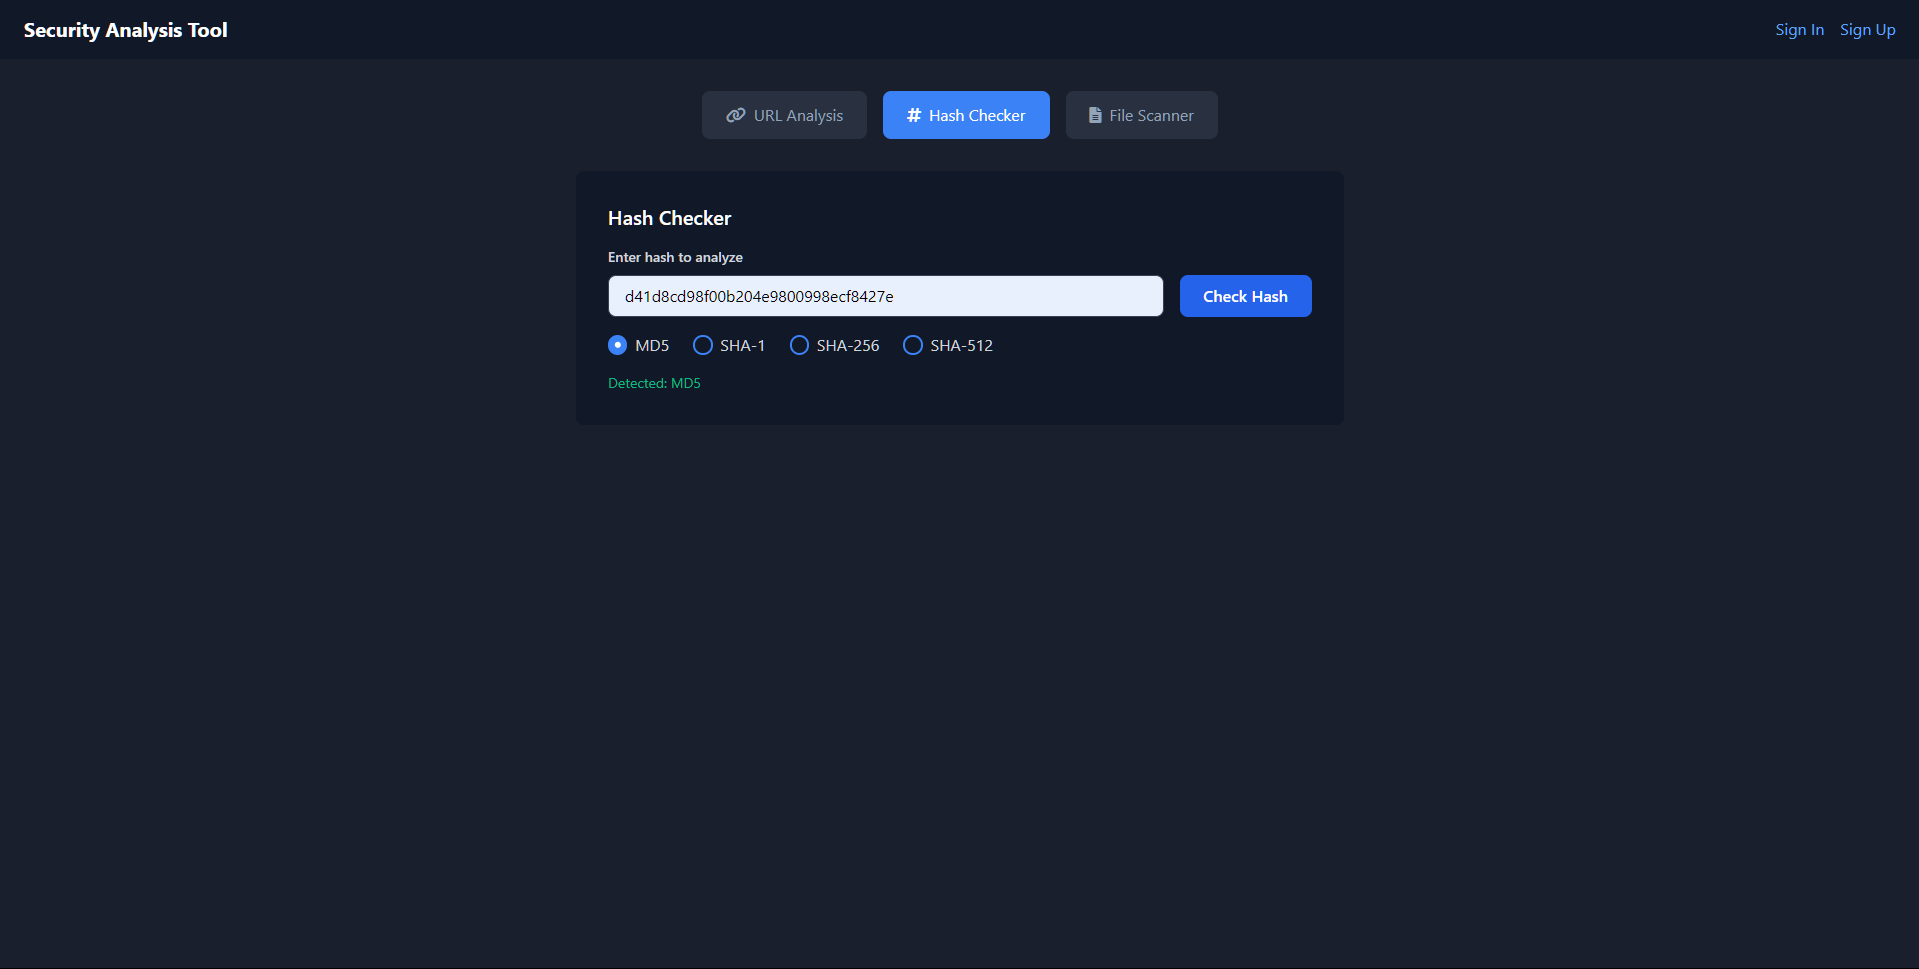 Security Analysis Tool
Sign In Sign Up
URL Analysis
Hash Checker
File Scanner
Hash Checker
Enter hash to analyze
d41d8cd98f00b204e9800998ecf8427e
Check Hash
MD5 SHA-1 SHA-256 SHA-512
Detected: MD5